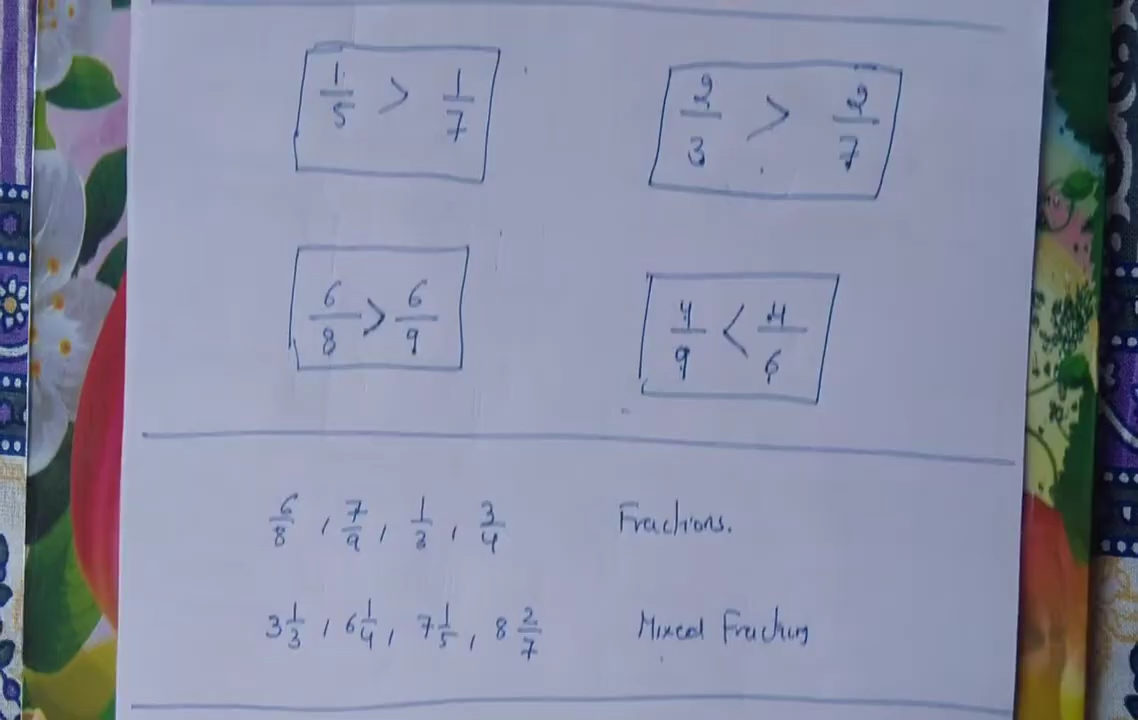 1/5 > 1/7
2/3 > 2/7
6/8 > 6/9
4/9 < 4/6
6/8 , 7/9 , 1/3 , 3/4 Fractions.
3 1/3 , 6 1/4 , 7 1/5 , 8 2/7 Mixed Fractions